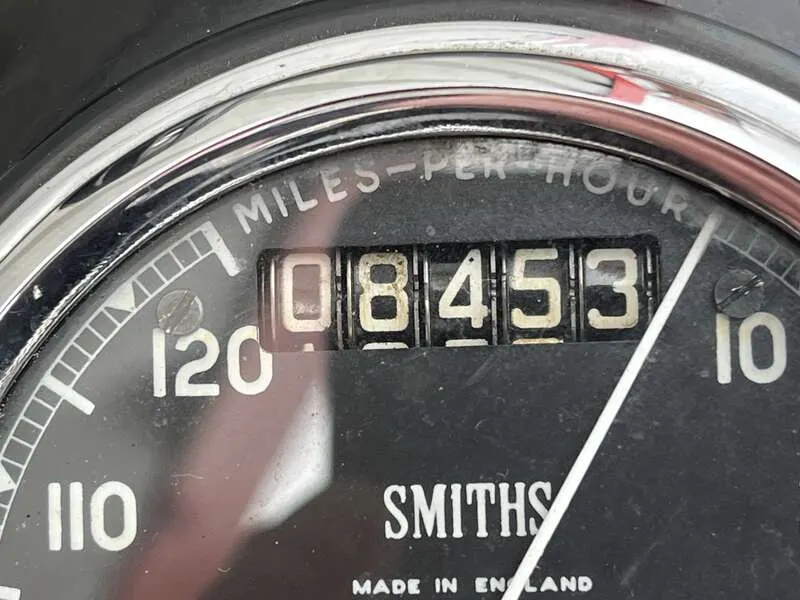 MILES-PER-HOUR
08453
120
10
110
SMITHS
MADE IN ENGLAND